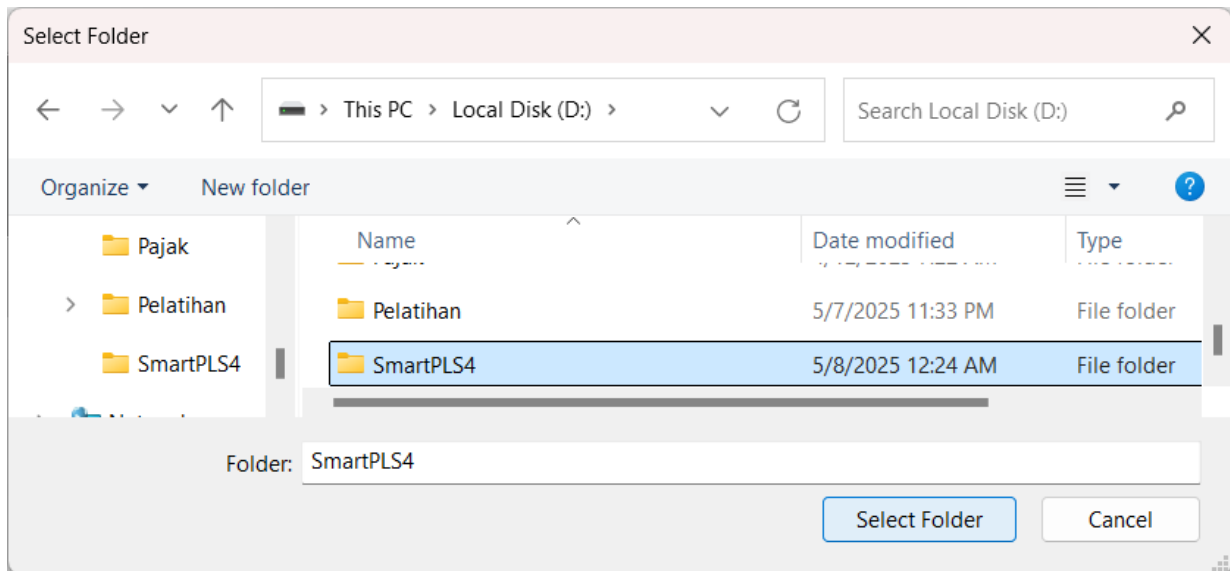 Select Folder
This PC > Local Disk (D:) >
Search Local Disk (D:)
Organize
New folder
Name Date modified Type
Pajak
Pelatihan
SmartPLS4
Pelatihan 5/7/2025 11:33 PM File folder
SmartPLS4 5/8/2025 12:24 AM File folder
Folder: SmartPLS4
Select Folder
Cancel